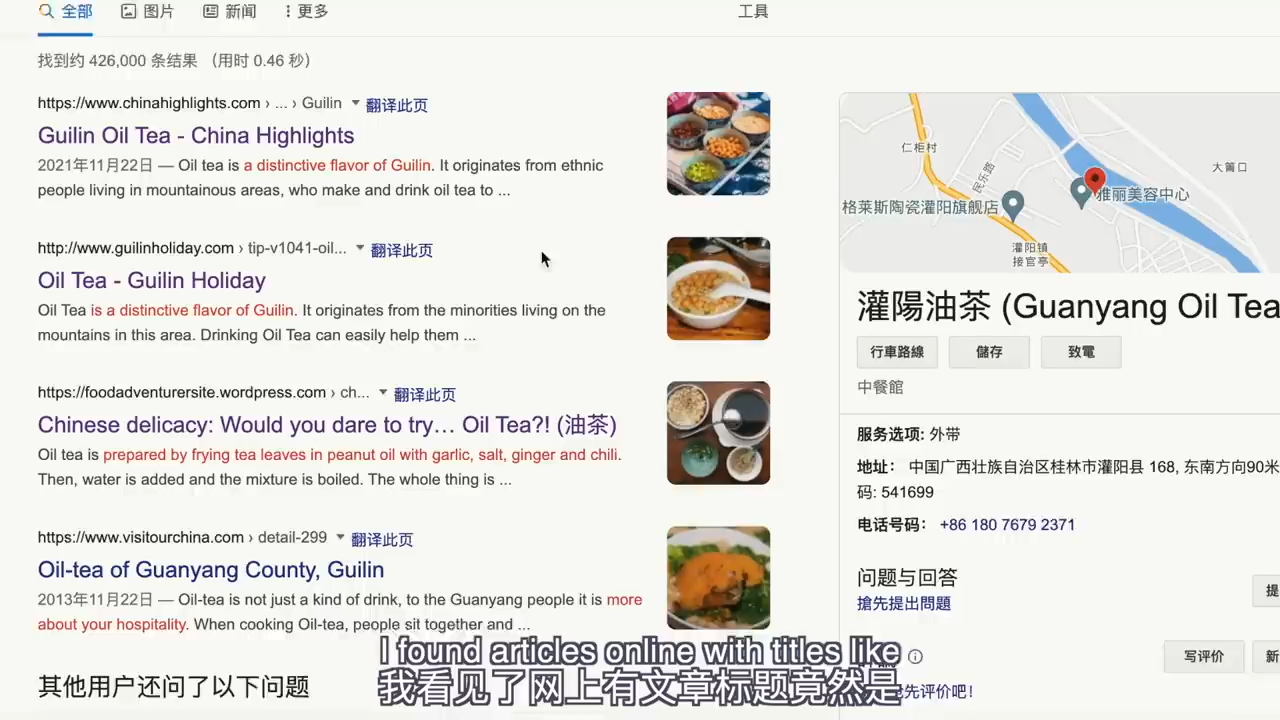 全部 图片 新闻 更多 工具
找到约 426,000 条结果 （用时 0.46 秒）
https://www.chinahighlights.com › ... › Guilin 翻译此页
Guilin Oil Tea - China Highlights
2021年11月22日 — Oil tea is a distinctive flavor of Guilin. It originates from ethnic
people living in mountainous areas, who make and drink oil tea to ...
http://www.guilinholiday.com › tip-v1041-oil... 翻译此页
Oil Tea - Guilin Holiday
Oil Tea is a distinctive flavor of Guilin. It originates from the minorities living on the
mountains in this area. Drinking Oil Tea can easily help them ...
https://foodadventurersite.wordpress.com › ch... 翻译此页
Chinese delicacy: Would you dare to try… Oil Tea?! (油茶)
Oil tea is prepared by frying tea leaves in peanut oil with garlic, salt, ginger and chili.
Then, water is added and the mixture is boiled. The whole thing is ...
https://www.visitourchina.com › detail-299 翻译此页
Oil-tea of Guanyang County, Guilin
2013年11月22日 — Oil-tea is not just a kind of drink, to the Guanyang people it is more
about your hospitality. When cooking Oil-tea, people sit together and ...
其他用户还问了以下问题
仁柜村
民乐路
大篱口
格莱斯陶瓷灌阳旗舰店
雅丽美容中心
灌阳镇
接官亭
灌陽油茶 (Guanyang Oil Tea
行車路線 儲存 致電
中餐館
服务选项: 外带
地址： 中国广西壮族自治区桂林市灌阳县 168, 东南方向90米
码: 541699
电话号码： +86 180 7679 2371
问题与回答
搶先提出問題
提
写评价 新
先评价吧!
I found articles online with titles like
我看见了网上有文章标题竟然是